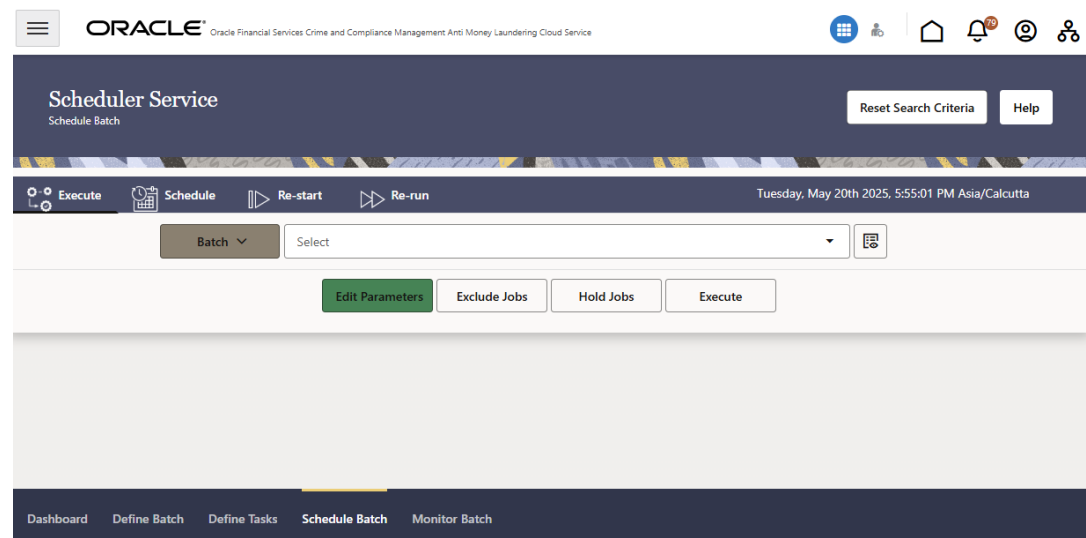 ORACLE® Oracle Financial Services Crime and Compliance Management Anti Money Laundering Cloud Service
79
Scheduler Service
Schedule Batch
Reset Search Criteria Help
Execute Schedule Re-start Re-run Tuesday, May 20th 2025, 5:55:01 PM Asia/Calcutta
Batch Select
Edit Parameters Exclude Jobs Hold Jobs Execute
Dashboard Define Batch Define Tasks Schedule Batch Monitor Batch